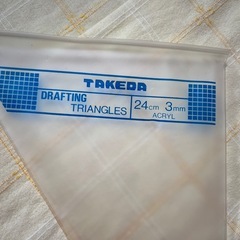 TAKEDA
DRAFTING
TRIANGLES
24cm 3mm
ACRYL